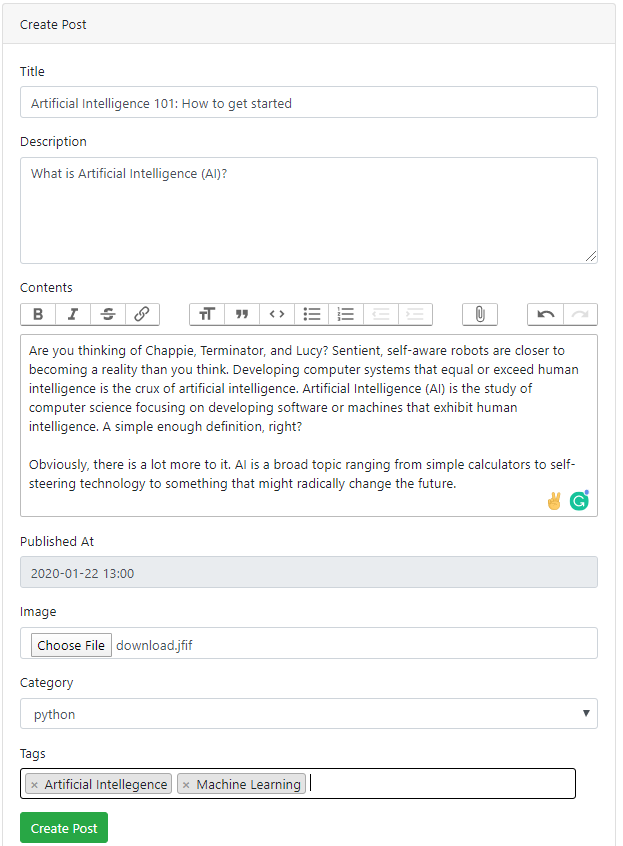 Create Post
Title
Artificial Intelligence 101: How to get started
Description
What is Artificial Intelligence (AI)?
Contents
B I S T T " <>
Are you thinking of Chappie, Terminator, and Lucy? Sentient, self-aware robots are closer to
becoming a reality than you think. Developing computer systems that equal or exceed human
intelligence is the crux of artificial intelligence. Artificial Intelligence (AI) is the study of
computer science focusing on developing software or machines that exhibit human
intelligence. A simple enough definition, right?
Obviously, there is a lot more to it. AI is a broad topic ranging from simple calculators to self-
steering technology to something that might radically change the future.
Published At
2020-01-22 13:00
Image
Choose File download.jfif
Category
python
Tags
× Artificial Intellegence × Machine Learning
Create Post